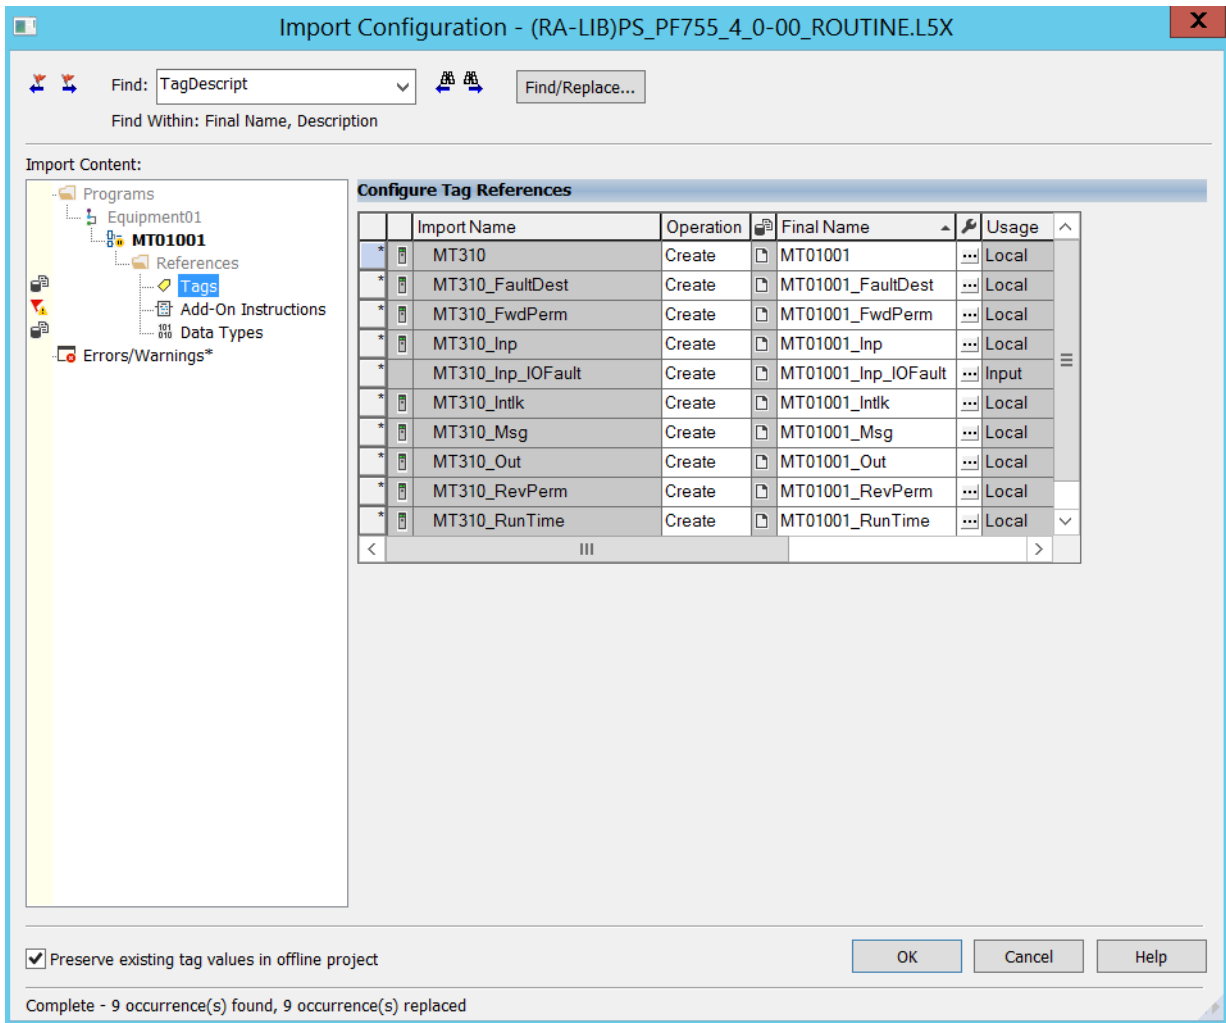 Import Configuration - (RA-LIB)PS_PF755_4_0-00_ROUTINE.L5X
X
Find: TagDescript
Find/Replace...
Find Within: Final Name, Description
Import Content:
Programs
Equipment01
MT01001
References
Tags
Add-On Instructions
Data Types
Errors/Warnings*
Configure Tag References
Import Name Operation Final Name Usage
* MT310 Create MT01001 ... Local
* MT310_FaultDest Create MT01001_FaultDest ... Local
* MT310_FwdPerm Create MT01001_FwdPerm ... Local
* MT310_Inp Create MT01001_Inp ... Local
* MT310_Inp_IOFault Create MT01001_Inp_IOFault ... Input
* MT310_Intlk Create MT01001_Intlk ... Local
* MT310_Msg Create MT01001_Msg ... Local
* MT310_Out Create MT01001_Out ... Local
* MT310_RevPerm Create MT01001_RevPerm ... Local
* MT310_RunTime Create MT01001_RunTime ... Local
Preserve existing tag values in offline project
OK Cancel Help
Complete - 9 occurrence(s) found, 9 occurrence(s) replaced